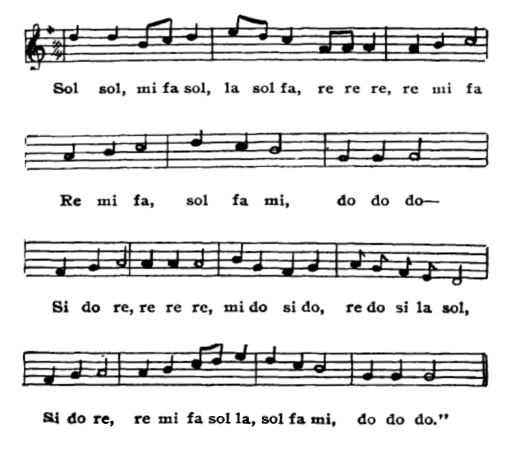 Sol sol, mi fa sol, la sol fa, re re re, re mi fa
Re mi fa, sol fa mi, do do do—
Si do re, re re re, mi do si do, re do si la sol,
Si do re, re mi fa sol la, sol fa mi, do do do."